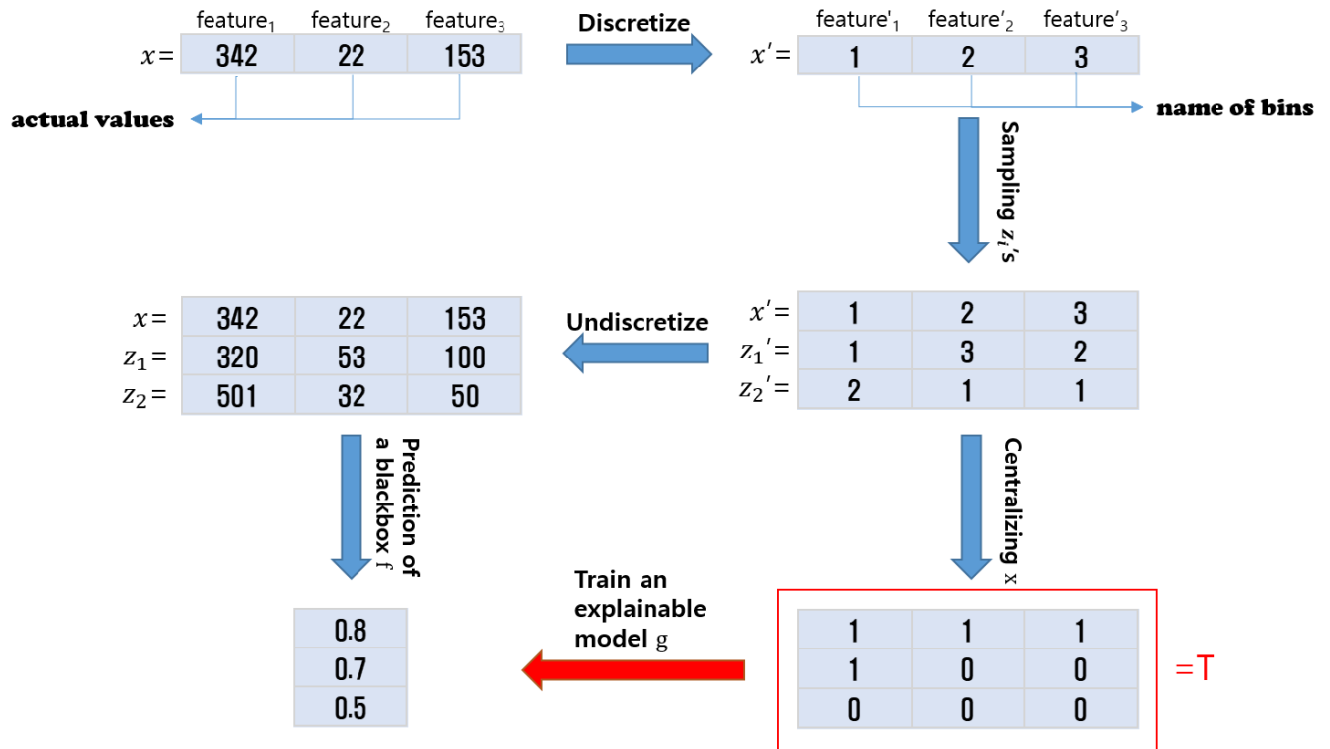 feature₁ feature₂ feature₃
x= 342 22 153
actual values
Discretize
feature'₁ feature'₂ feature'₃
x′= 1 2 3
name of bins
Sampling zᵢ's
x= 342 22 153
z₁= 320 53 100
z₂= 501 32 50
Undiscretize
x′= 1 2 3
z₁′= 1 3 2
z₂′= 2 1 1
Prediction of
a blackbox f
Centralizing x
0.8
0.7
0.5
Train an
explainable
model g
1 1 1
1 0 0
0 0 0
=T